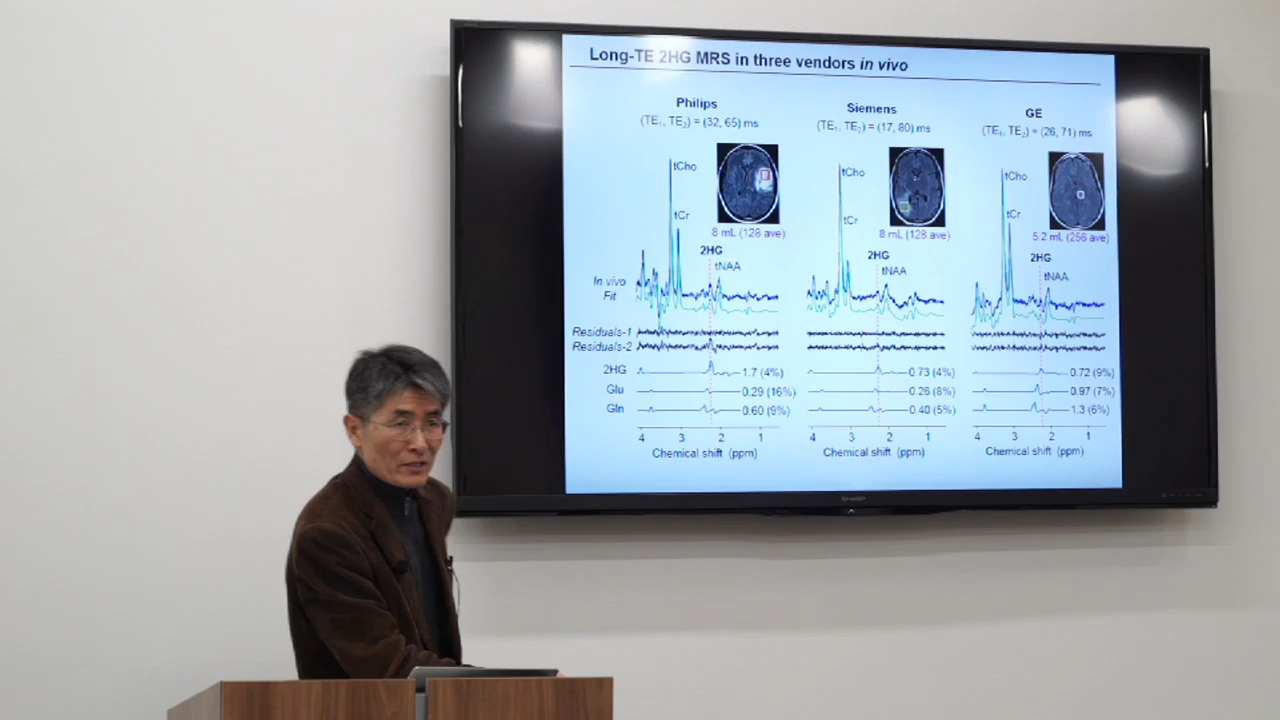 Long-TE 2HG MRS in three vendors in vivo
Philips
(TE1, TE2) = (32, 65) ms
tCho
tCr
8 mL (128 ave)
2HG
tNAA
In vivo
Fit
Residuals-1
Residuals-2
2HG
1.7 (4%)
Glu
0.29 (16%)
Gln
0.60 (9%)
4 3 2 1
Chemical shift (ppm)
Siemens
(TE1, TE2) = (17, 80) ms
tCho
tCr
8 mL (128 ave)
2HG
tNAA
0.73 (4%)
0.26 (8%)
0.40 (5%)
4 3 2 1
Chemical shift (ppm)
GE
(TE1, TE2) = (26, 71) ms
tCho
tCr
5.2 mL (256 ave)
2HG
tNAA
0.72 (9%)
0.97 (7%)
1.3 (6%)
4 3 2 1
Chemical shift (ppm)
SHARP